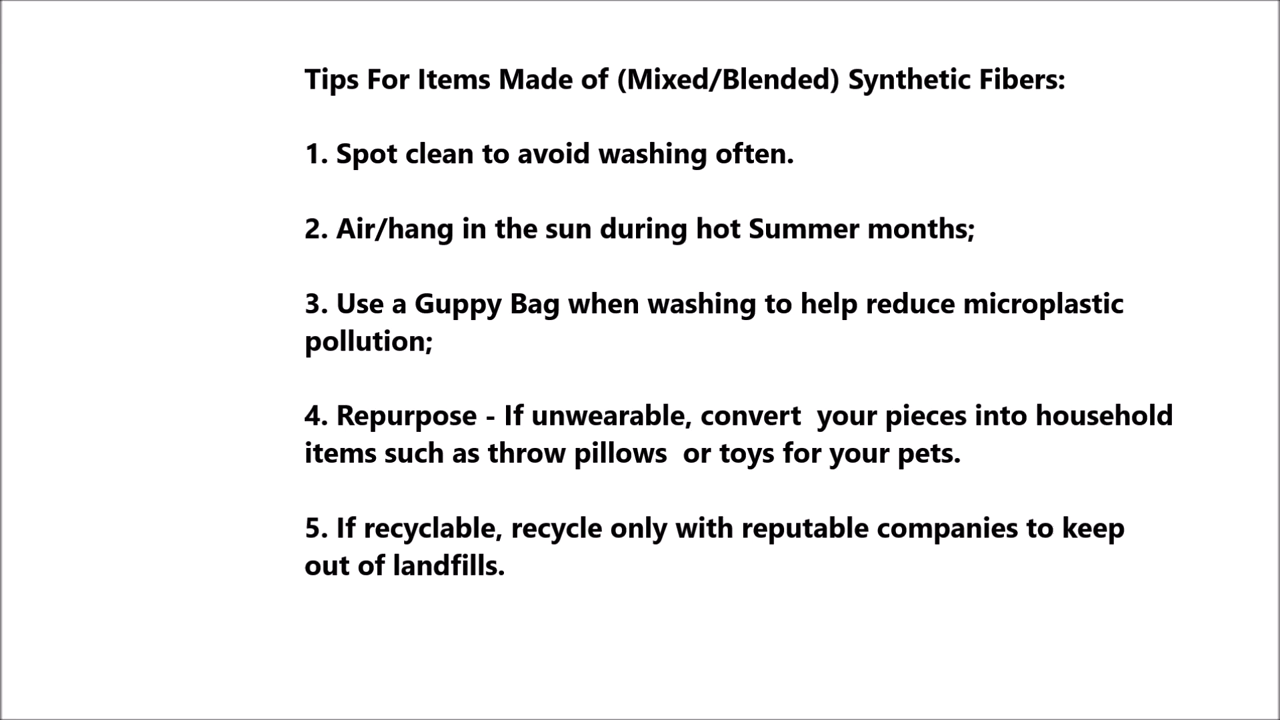 Tips For Items Made of (Mixed/Blended) Synthetic Fibers:
1. Spot clean to avoid washing often.
2. Air/hang in the sun during hot Summer months;
3. Use a Guppy Bag when washing to help reduce microplastic
pollution;
4. Repurpose - If unwearable, convert  your pieces into household
items such as throw pillows  or toys for your pets.
5. If recyclable, recycle only with reputable companies to keep
out of landfills.